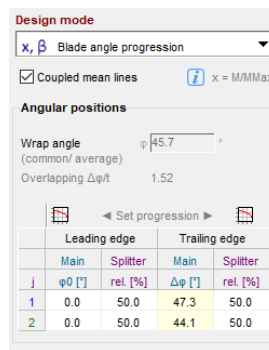 Design mode
x, β Blade angle progression
Coupled mean lines i x = M/MMa
Angular positions
Wrap angle φ 45.7 °
(common/ average)
Overlapping Δφ/t 1.52
◄ Set progression ►
Leading edge Trailing edge
Main Splitter Main Splitter
j φ0 [°] rel. [%] Δφ [°] rel. [%]
1 0.0 50.0 47.3 50.0
2 0.0 50.0 44.1 50.0